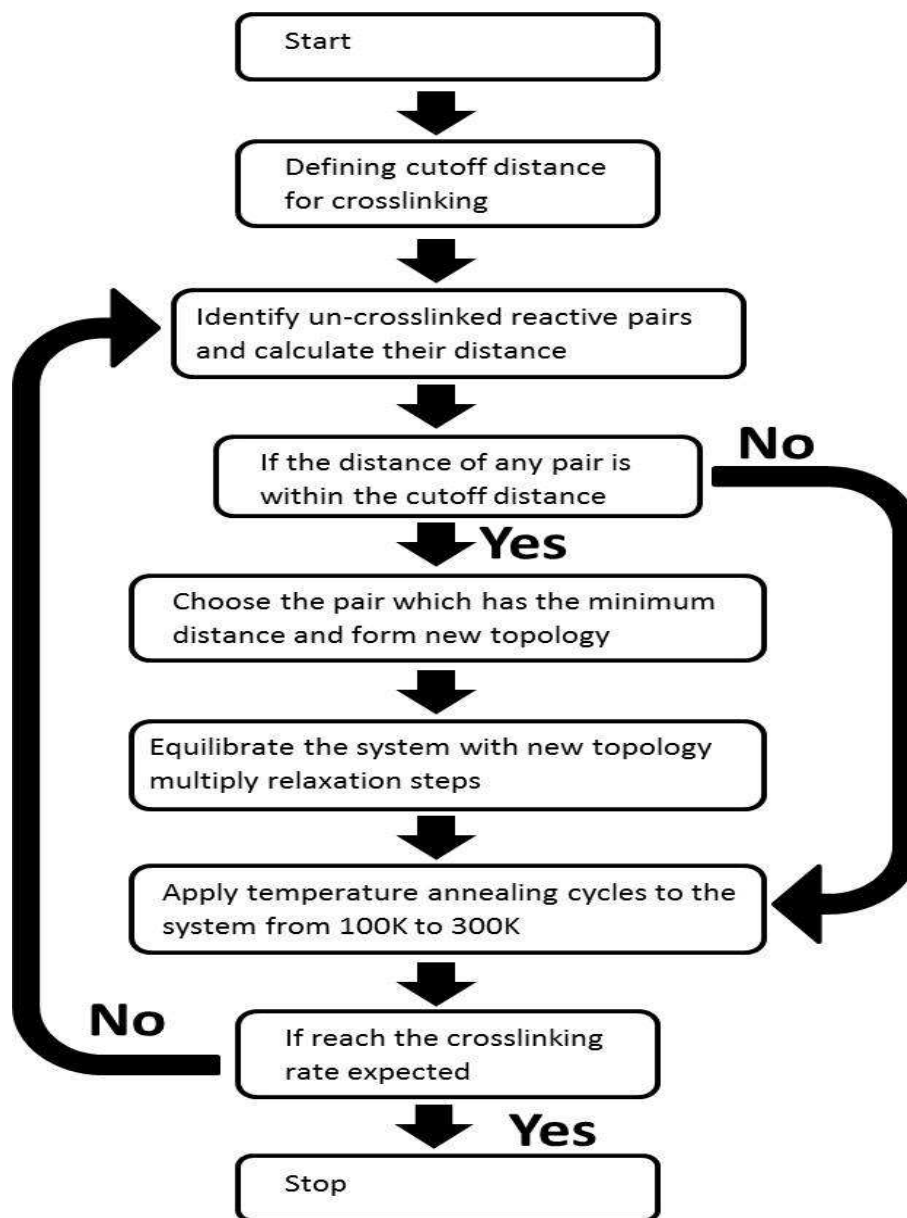 Start
Defining cutoff distance
for crosslinking
Identify un-crosslinked reactive pairs
and calculate their distance
If the distance of any pair is
within the cutoff distance
No
Yes
Choose the pair which has the minimum
distance and form new topology
Equilibrate the system with new topology
multiply relaxation steps
Apply temperature annealing cycles to the
system from 100K to 300K
No
If reach the crosslinking
rate expected
Yes
Stop